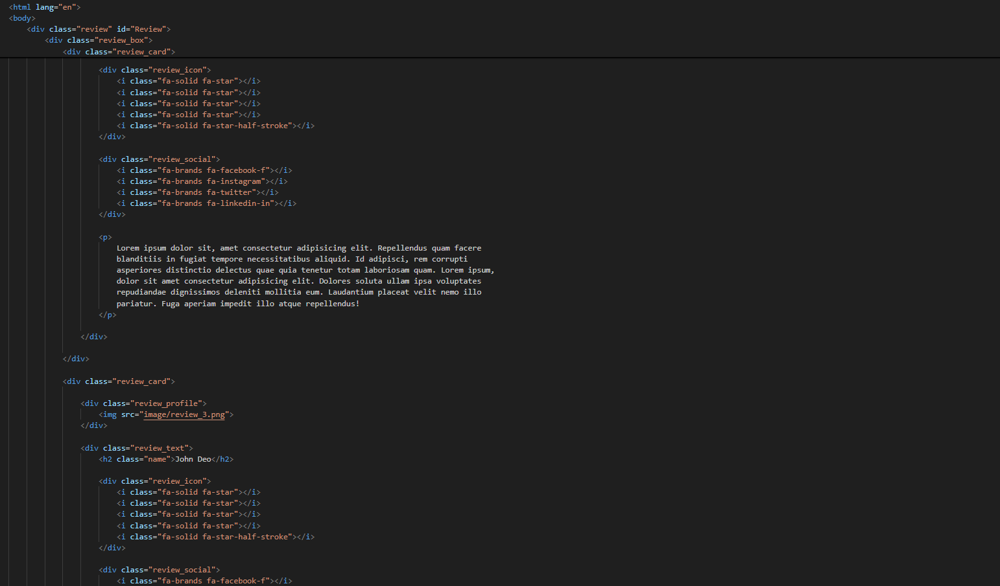 <html lang="en">
<body>
<div class="review" id="Review">
<div class="review_box">
<div class="review_card">
<div class="review_icon">
<i class="fa-solid fa-star"></i>
<i class="fa-solid fa-star"></i>
<i class="fa-solid fa-star"></i>
<i class="fa-solid fa-star"></i>
<i class="fa-solid fa-star-half-stroke"></i>
</div>
<div class="review_social">
<i class="fa-brands fa-facebook-f"></i>
<i class="fa-brands fa-instagram"></i>
<i class="fa-brands fa-twitter"></i>
<i class="fa-brands fa-linkedin-in"></i>
</div>
<p>
Lorem ipsum dolor sit, amet consectetur adipisicing elit. Repellendus quam facere
blanditiis in fugiat tempore necessitatibus aliquid. Id adipisci, rem corrupti
asperiores distinctio delectus quae quia tenetur totam laboriosam quam. Lorem ipsum,
dolor sit amet consectetur adipisicing elit. Dolores soluta ullam ipsa voluptates
repudiandae dignissimos deleniti mollitia eum. Laudantium placeat velit nemo illo
pariatur. Fuga aperiam impedit illo atque repellendus!
</p>
</div>
</div>
<div class="review_card">
<div class="review_profile">
<img src="image/review_3.png">
</div>
<div class="review_text">
<h2 class="name">John Deo</h2>
<div class="review_icon">
<i class="fa-solid fa-star"></i>
<i class="fa-solid fa-star"></i>
<i class="fa-solid fa-star"></i>
<i class="fa-solid fa-star"></i>
<i class="fa-solid fa-star-half-stroke"></i>
</div>
<div class="review_social">
<i class="fa-brands fa-facebook-f"></i>